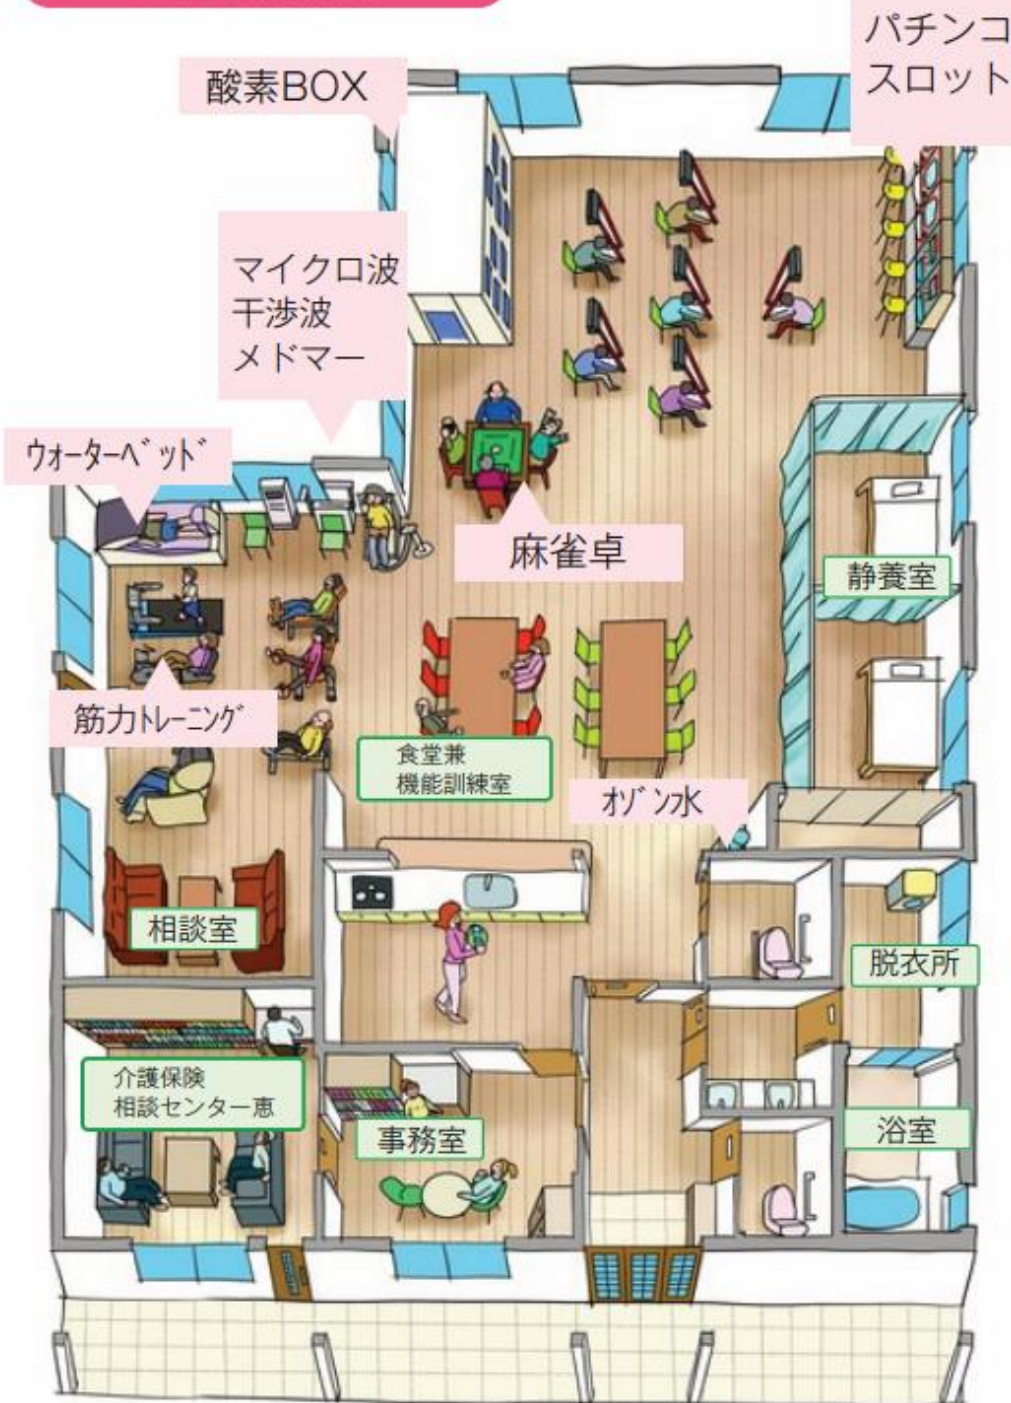 パチンコ
スロット
酸素BOX
マイクロ波
干渉波
メドマー
ｳｫｰﾀｰﾍﾞｯﾄﾞ
麻雀卓
静養室
筋力ﾄﾚｰﾆﾝｸﾞ
食堂兼
機能訓練室
ｵｿﾞﾝ水
相談室
脱衣所
介護保険
相談センター恵
事務室
浴室